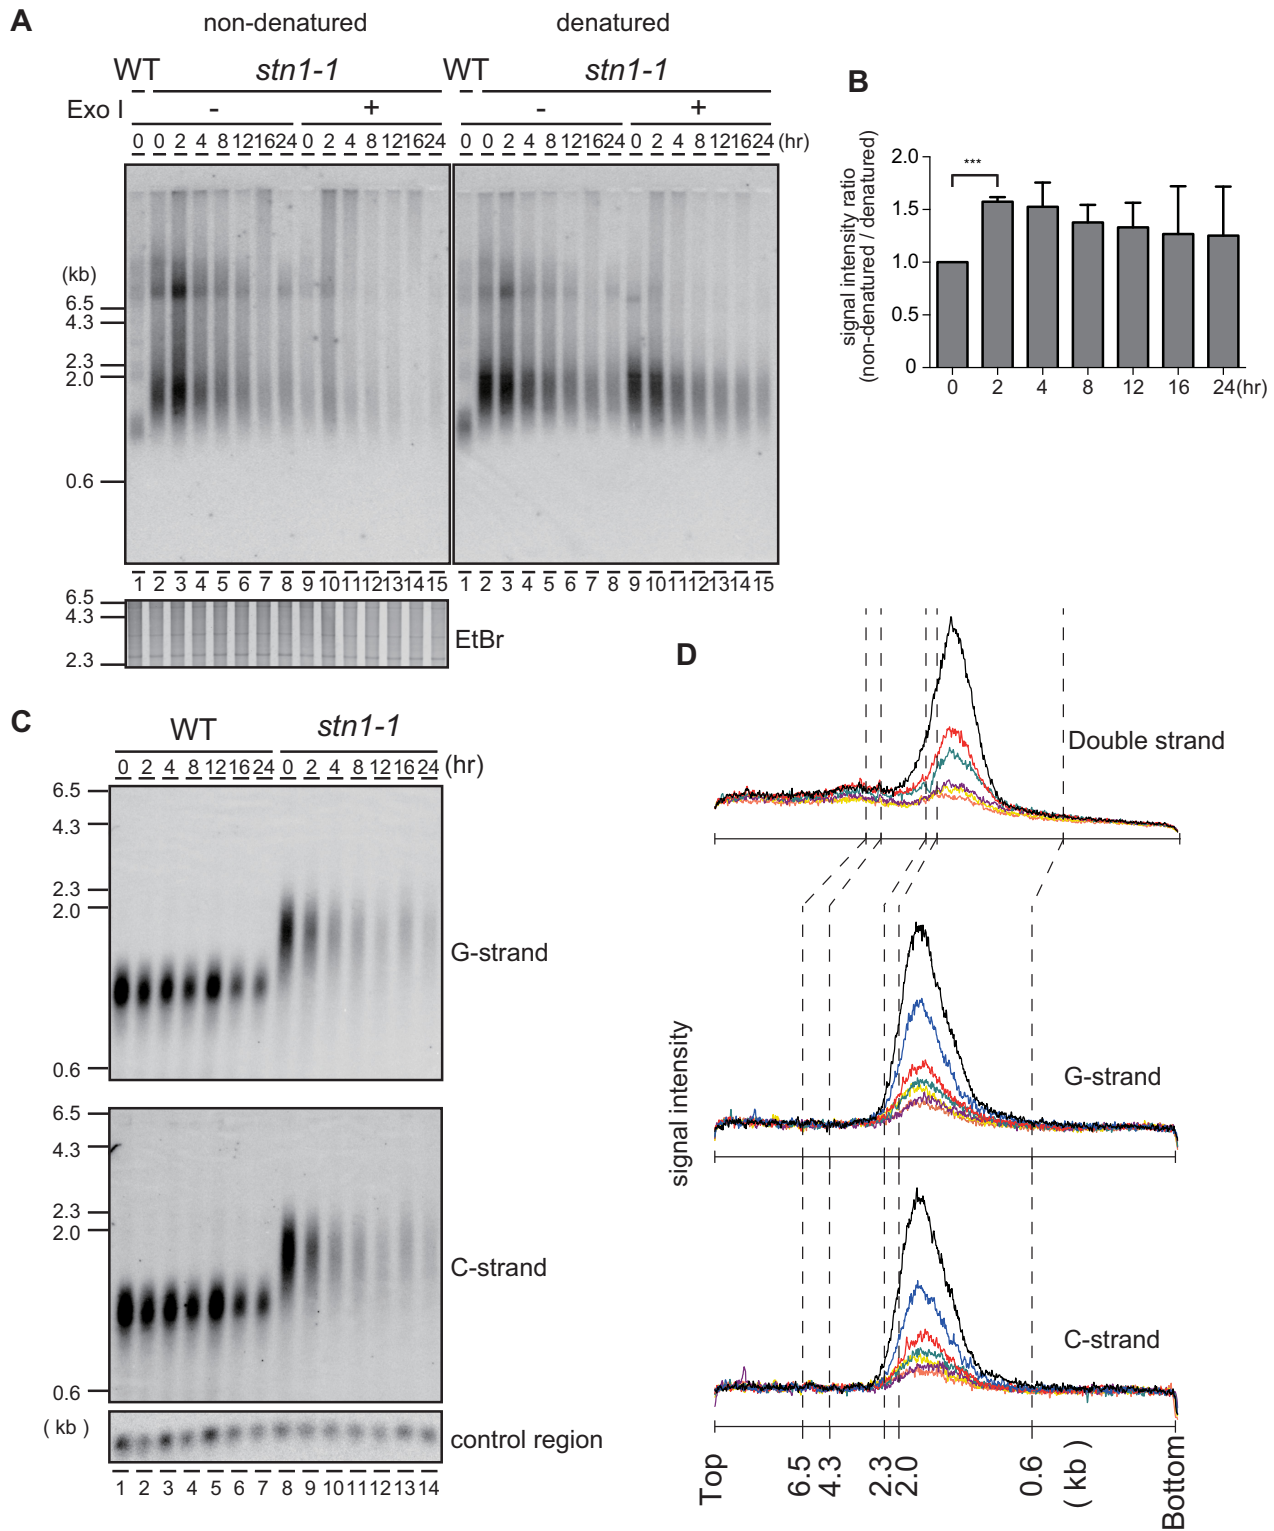 A
non-denatured
denatured
WT
stn1-1
WT
stn1-1
Exo I
-
+
-
+
0 0 2 4 8 12 16 24 0 2 4 8 12 16 24
0 0 2 4 8 12 16 24 0 2 4 8 12 16 24 (hr)
(kb)
6.5
4.3
2.3
2.0
0.6
1 2 3 4 5 6 7 8 9 10 11 12 13 14 15
1 2 3 4 5 6 7 8 9 10 11 12 13 14 15
6.5
4.3
2.3
EtBr
B
signal intensity ratio
(non-denatured / denatured)
2.0
1.5
1.0
0.5
0
***
0 2 4 8 12 16 24 (hr)
C
WT
stn1-1
0 2 4 8 12 16 24 0 2 4 8 12 16 24 (hr)
6.5
4.3
2.3
2.0
0.6
G-strand
6.5
4.3
2.3
2.0
0.6
C-strand
( kb )
control region
1 2 3 4 5 6 7 8 9 10 11 12 13 14
D
Double strand
G-strand
C-strand
signal intensity
Top
6.5
4.3
2.3
2.0
0.6
( kb )
Bottom